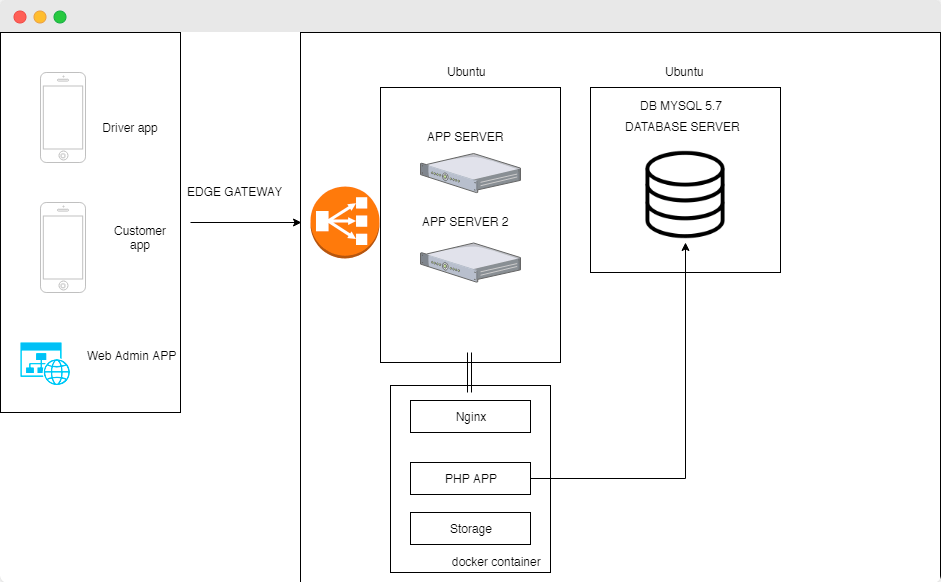 Ubuntu
Ubuntu
DB MYSQL 5.7
DATABASE SERVER
Driver app
APP SERVER
EDGE GATEWAY
Customer
app
APP SERVER 2
Web Admin APP
Nginx
PHP APP
Storage
docker container